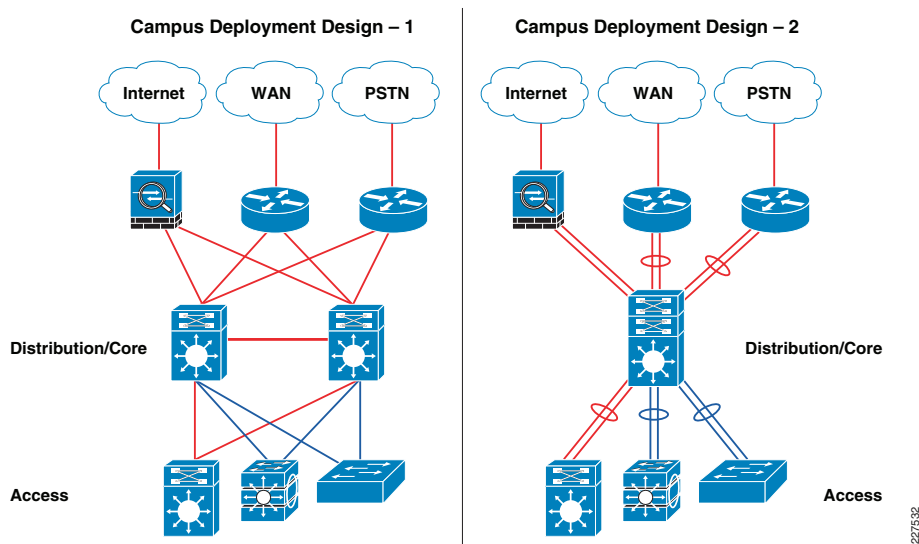 Campus Deployment Design – 1
Internet
WAN
PSTN
Distribution/Core
Access
Campus Deployment Design – 2
Internet
WAN
PSTN
Distribution/Core
Access
227532